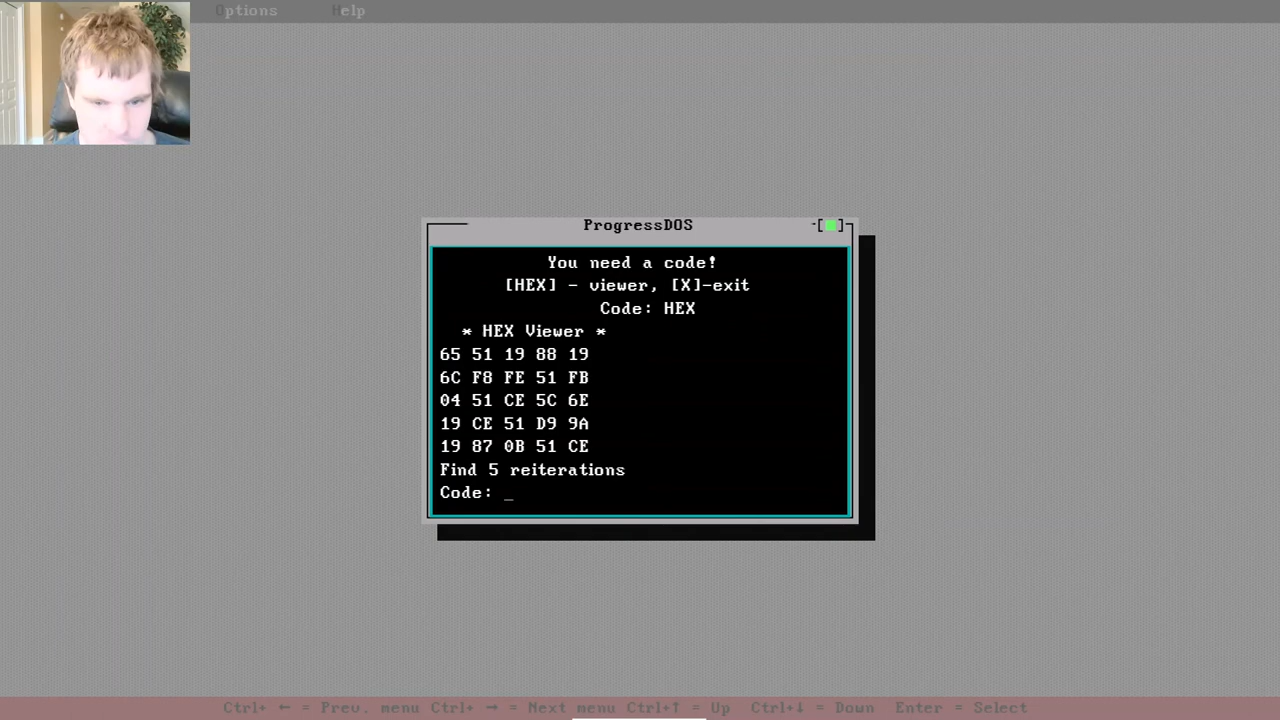 Options Help
ProgressDOS
You need a code!
[HEX] - viewer, [X]-exit
Code: HEX
* HEX Viewer *
65 51 19 88 19
6C F8 FE 51 FB
04 51 CE 5C 6E
19 CE 51 D9 9A
19 87 0B 51 CE
Find 5 reiterations
Code: _
Ctrl+ ← = Prev. menu Ctrl+ → = Next menu Ctrl+↑ = Up Ctrl+↓ = Down Enter = Select